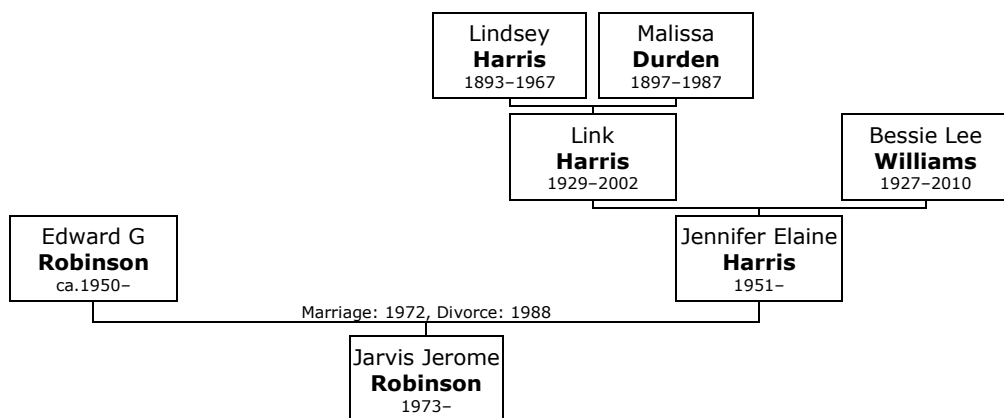 Lindsey
Harris
1893–1967
Malissa
Durden
1897–1987
Link
Harris
1929–2002
Bessie Lee
Williams
1927–2010
Edward G
Robinson
ca.1950–
Jennifer Elaine
Harris
1951–
Marriage: 1972, Divorce: 1988
Jarvis Jerome
Robinson
1973–